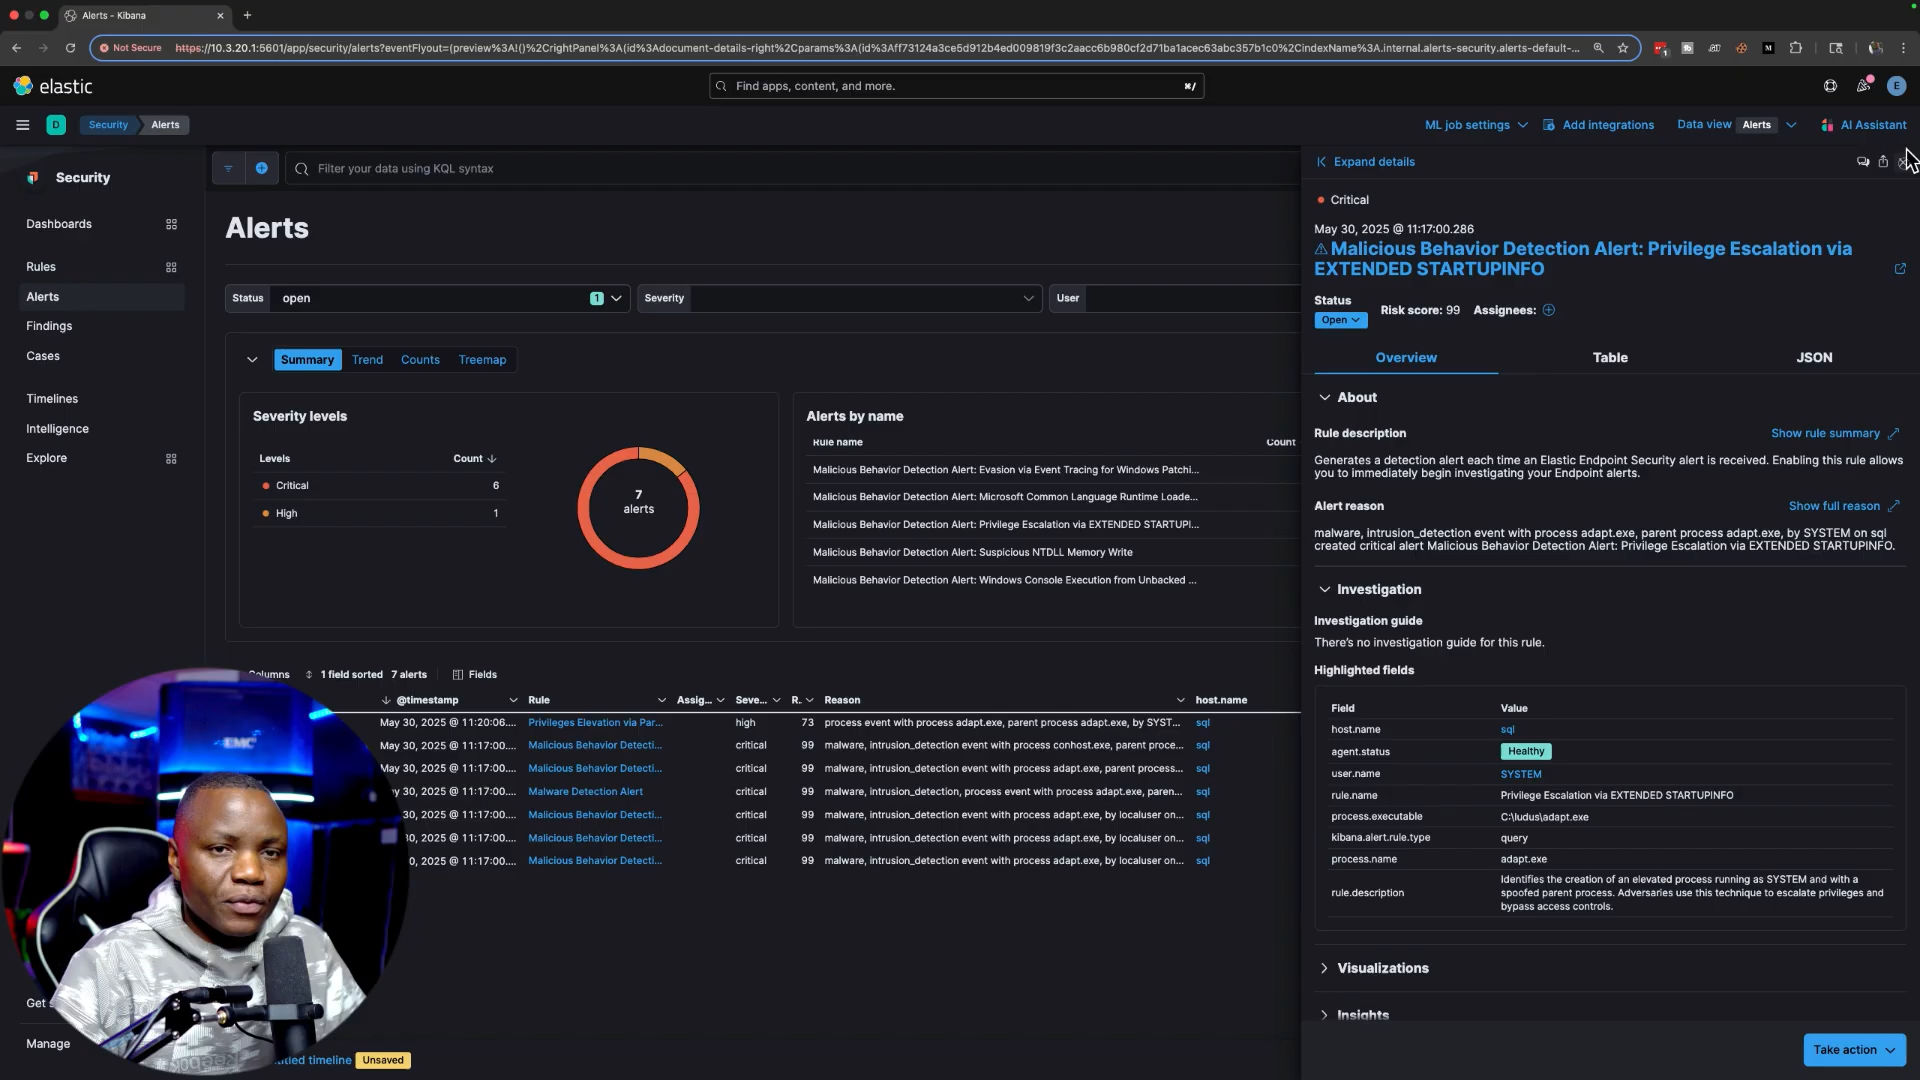 Alerts - Kibana
Not Secure https://10.3.20.1:5601/app/security/alerts?eventFlyout=(preview%3A!()%2CrightPanel%3A(id%3Adocument-details-right%2Cparams%3A(id%3Aff73124a3ce5d912b4ed009819f3c2aacc6b980cf2d71ba1acec63abc357b1c0%2CindexName%3A.internal.alerts-security.alerts-default-...
elastic
Find apps, content, and more.
⌘/
E
D
Security
Alerts
ML job settings
Add integrations
Data view Alerts
AI Assistant
Security
Dashboards
Rules
Alerts
Findings
Cases
Timelines
Intelligence
Explore
Get
Manage
Filter your data using KQL syntax
Alerts
Status open 1
Severity
User
Summary Trend Counts Treemap
Severity levels
Levels Count
Critical 6
High 1
7
alerts
Alerts by name
Rule name Count
Malicious Behavior Detection Alert: Evasion via Event Tracing for Windows Patchi...
Malicious Behavior Detection Alert: Microsoft Common Language Runtime Loade...
Malicious Behavior Detection Alert: Privilege Escalation via EXTENDED STARTUPI...
Malicious Behavior Detection Alert: Suspicious NTDLL Memory Write
Malicious Behavior Detection Alert: Windows Console Execution from Unbacked ...
1 field sorted 7 alerts Fields
@timestamp Rule Assig... Seve... R. Reason host.name
May 30, 2025 @ 11:20:06.... Privileges Elevation via Par... high 73 process event with process adapt.exe, parent process adapt.exe, by SYST... sql
May 30, 2025 @ 11:17:00.... Malicious Behavior Detecti... critical 99 malware, intrusion_detection event with process conhost.exe, parent proce... sql
May 30, 2025 @ 11:17:00.... Malicious Behavior Detecti... critical 99 malware, intrusion_detection event with process adapt.exe, parent process... sql
30, 2025 @ 11:17:00.... Malware Detection Alert critical 99 malware, intrusion_detection, process event with process adapt.exe, paren... sql
30, 2025 @ 11:17:00.... Malicious Behavior Detecti... critical 99 malware, intrusion_detection event with process adapt.exe, by localuser on... sql
30, 2025 @ 11:17:00.... Malicious Behavior Detecti... critical 99 malware, intrusion_detection event with process adapt.exe, by localuser on... sql
0, 2025 @ 11:17:00.... Malicious Behavior Detecti... critical 99 malware, intrusion_detection event with process adapt.exe, by localuser on... sql
timeline Unsaved
Expand details
Critical
May 30, 2025 @ 11:17:00.286
Malicious Behavior Detection Alert: Privilege Escalation via
EXTENDED STARTUPINFO
Status
Open
Risk score: 99 Assignees:
Overview Table JSON
About
Rule description Show rule summary
Generates a detection alert each time an Elastic Endpoint Security alert is received. Enabling this rule allows
you to immediately begin investigating your Endpoint alerts.
Alert reason Show full reason
malware, intrusion_detection event with process adapt.exe, parent process adapt.exe, by SYSTEM on sql
created critical alert Malicious Behavior Detection Alert: Privilege Escalation via EXTENDED STARTUPINFO.
Investigation
Investigation guide
There's no investigation guide for this rule.
Highlighted fields
Field Value
host.name sql
agent.status Healthy
user.name SYSTEM
rule.name Privilege Escalation via EXTENDED STARTUPINFO
process.executable C:\ludus\adapt.exe
kibana.alert.rule.type query
process.name adapt.exe
rule.description Identifies the creation of an elevated process running as SYSTEM and with a
spoofed parent process. Adversaries use this technique to escalate privileges and
bypass access controls.
Visualizations
Insights
Take action